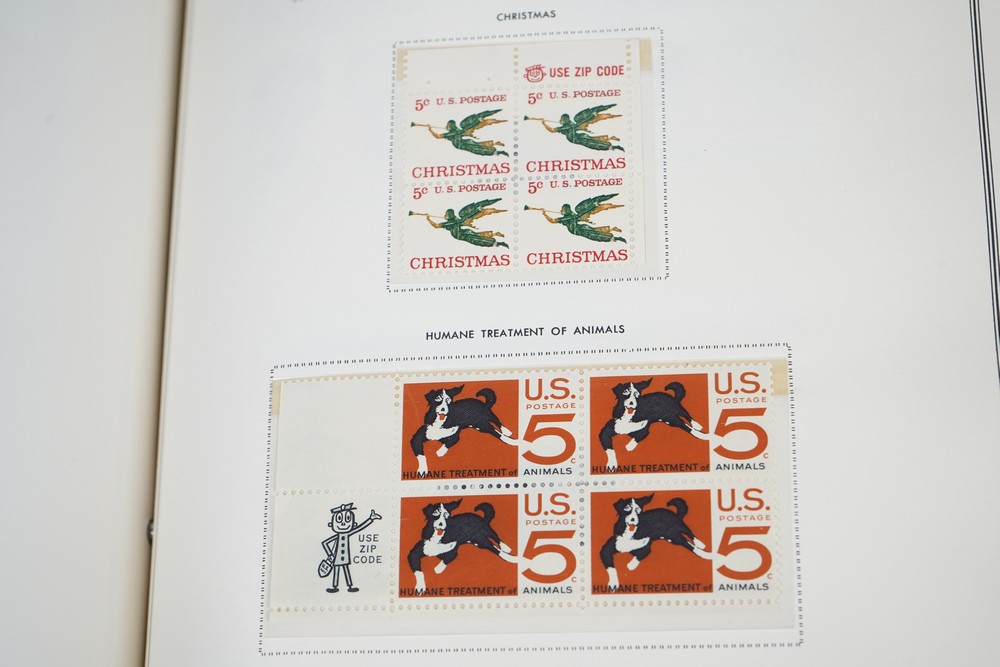 CHRISTMAS
USE ZIP CODE
5c U.S. POSTAGE
5c U.S. POSTAGE
CHRISTMAS
CHRISTMAS
5c U.S. POSTAGE
5c U.S. POSTAGE
CHRISTMAS
CHRISTMAS
HUMANE TREATMENT OF ANIMALS
U.S.
POSTAGE
5c
HUMANE TREATMENT of ANIMALS
U.S.
POSTAGE
5c
HUMANE TREATMENT of ANIMALS
USE
ZIP
CODE
U.S.
POSTAGE
5c
HUMANE TREATMENT of ANIMALS
U.S.
POSTAGE
5c
HUMANE TREATMENT of ANIMALS